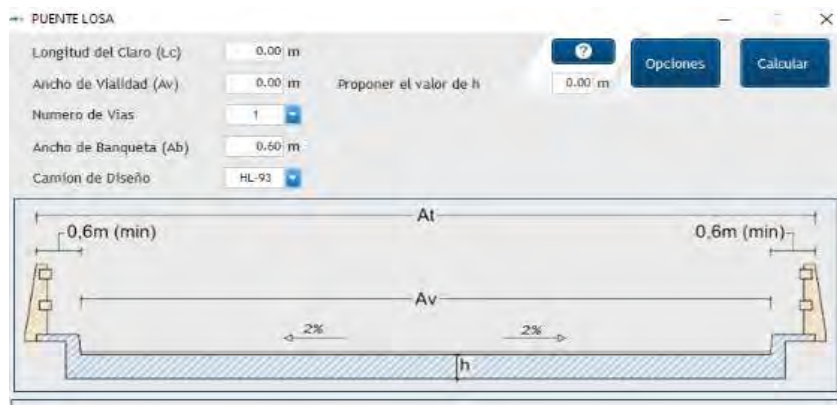 PUENTE LOSA
Longitud del Claro (Lc) 0.00 m
Opciones
Calcular
Ancho de Vialidad (Av) 0.00 m Proponer el valor de h 0.00 m
Numero de Vias 1
Ancho de Banqueta (Ab) 0.60 m
Camion de Diseño HL-93
At
0,6m (min) 0,6m (min)
Av
2% 2%
h